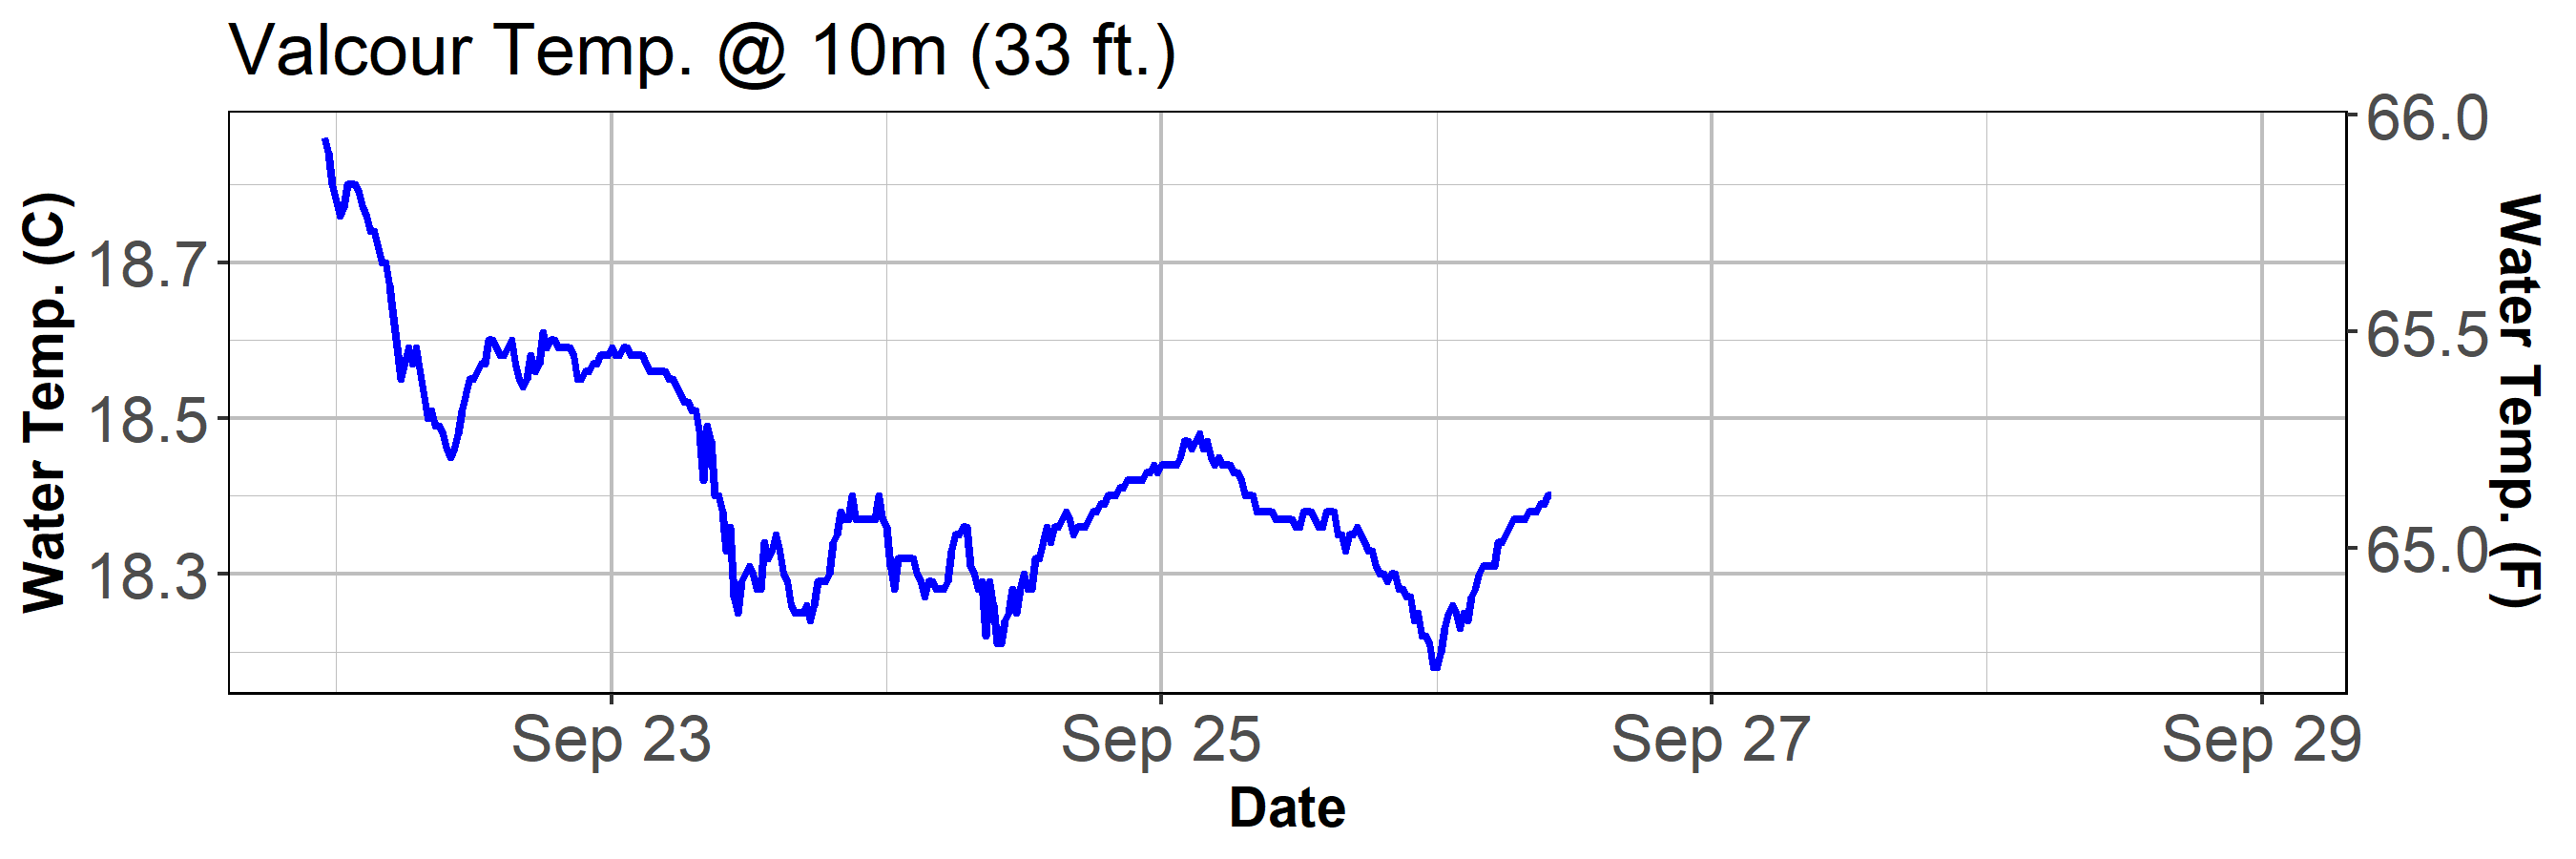 Valcour Temp. @ 10m (33 ft.)
Water Temp. (C)
18.7
18.5
18.3
66.0
65.5
65.0
Water Temp. (F)
Sep 23
Sep 25
Sep 27
Sep 29
Date